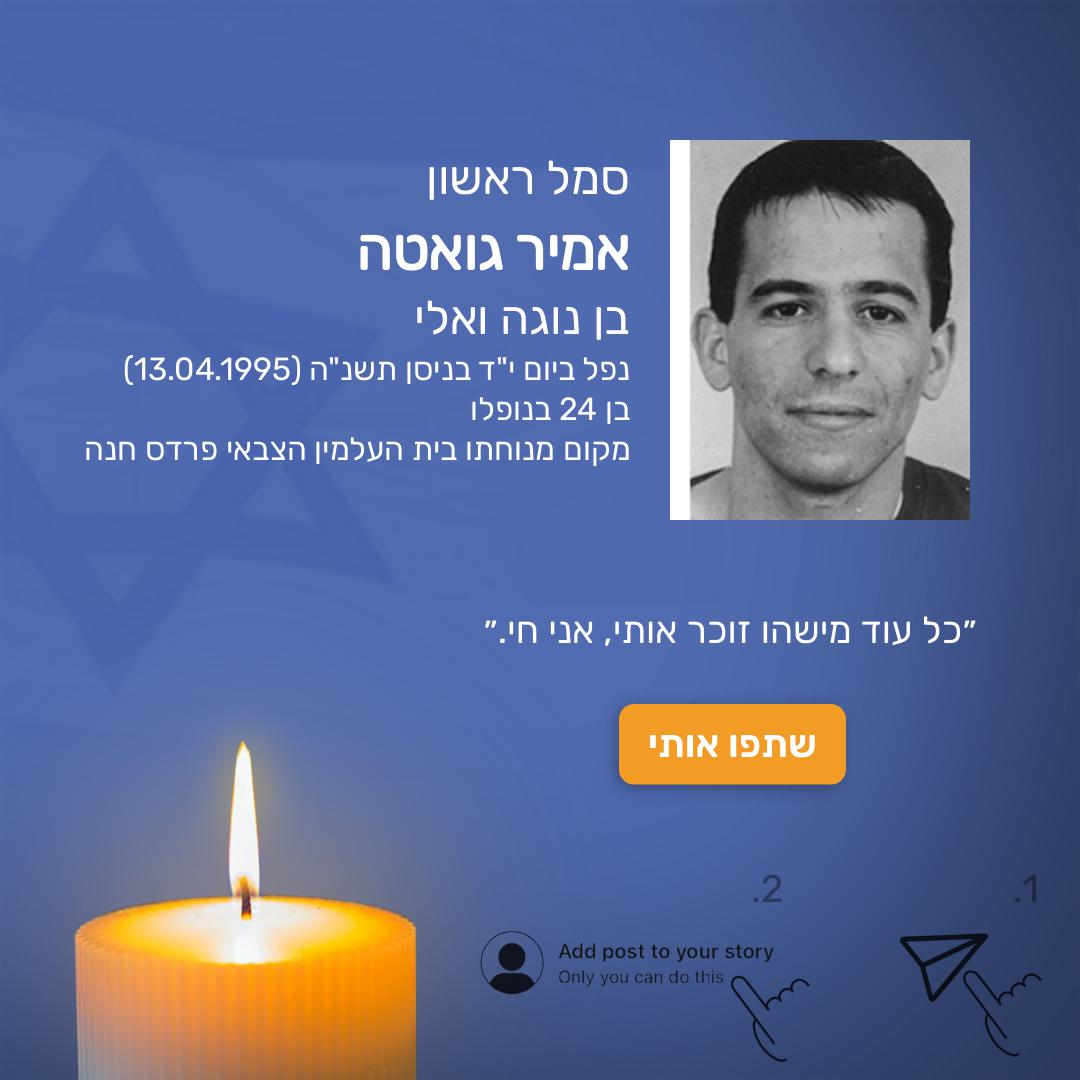 סמל ראשון
אמיר גואטה
בן נוגה ואלי
נפל ביום י"ד בניסן תשנ"ה (13.04.1995)
בן 24 בנופלו
מקום מנוחתו בית העלמין הצבאי פרדס חנה
״כל עוד מישהו זוכר אותי, אני חי.״
שתפו אותי
1.
2.
Add post to your story
Only you can do this